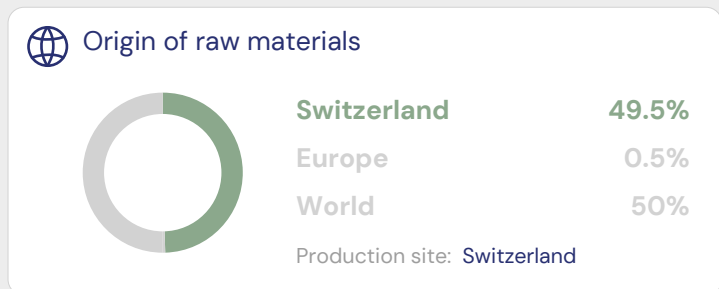 Origin of raw materials
Switzerland 49.5%
Europe 0.5%
World 50%
Production site: Switzerland